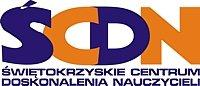 ŚCDN
ŚWIĘTOKRZYSKIE CENTRUM
DOSKONALENIA NAUCZYCIELI